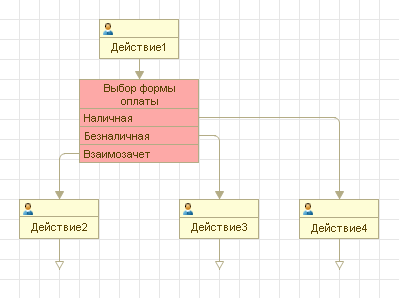 Действие1
Выбор формы
оплаты
Наличная
Безналичная
Взаимозачет
Действие2
Действие3
Действие4